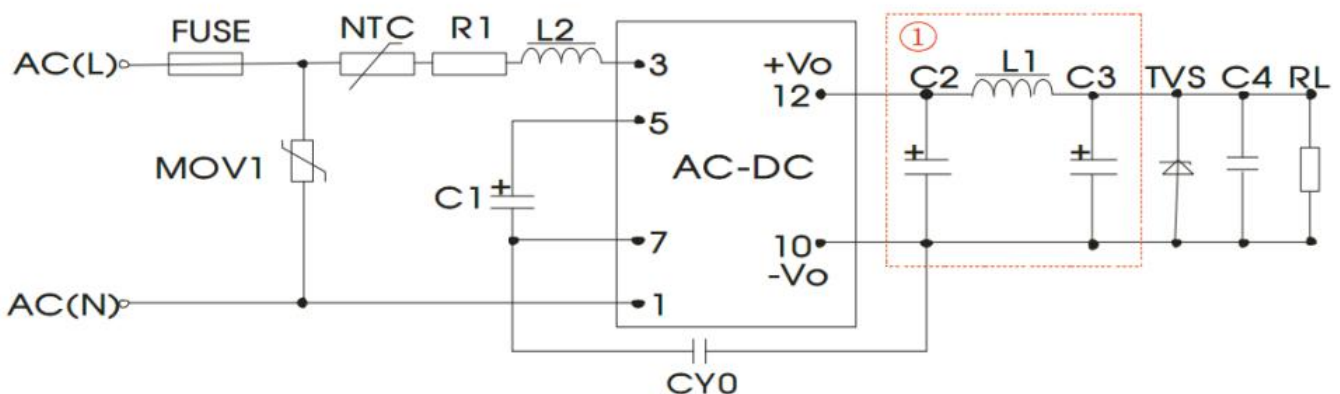 FUSE NTC R1 L2
AC(L) 3 +Vo ① C2 L1 C3 TVS C4 RL
12
5
MOV1 AC-DC
C1 + + +
7 10
-Vo
AC(N) 1
CY0